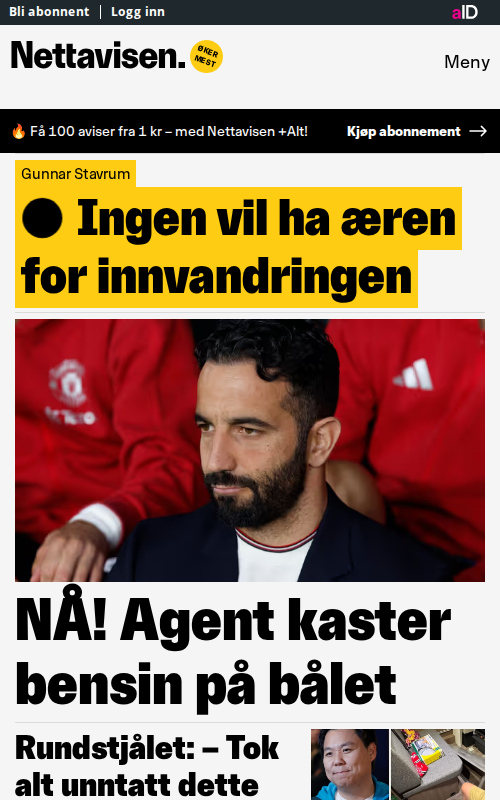 Bli abonnent
Logg inn
aID
Nettavisen.
ØKER
MEST
Meny
🔥 Få 100 aviser fra 1 kr – med Nettavisen +Alt!
Kjøp abonnement →
Gunnar Stavrum
● Ingen vil ha æren
for innvandringen
NÅ! Agent kaster
bensin på bålet
Rundstjålet: – Tok
alt unntatt dette